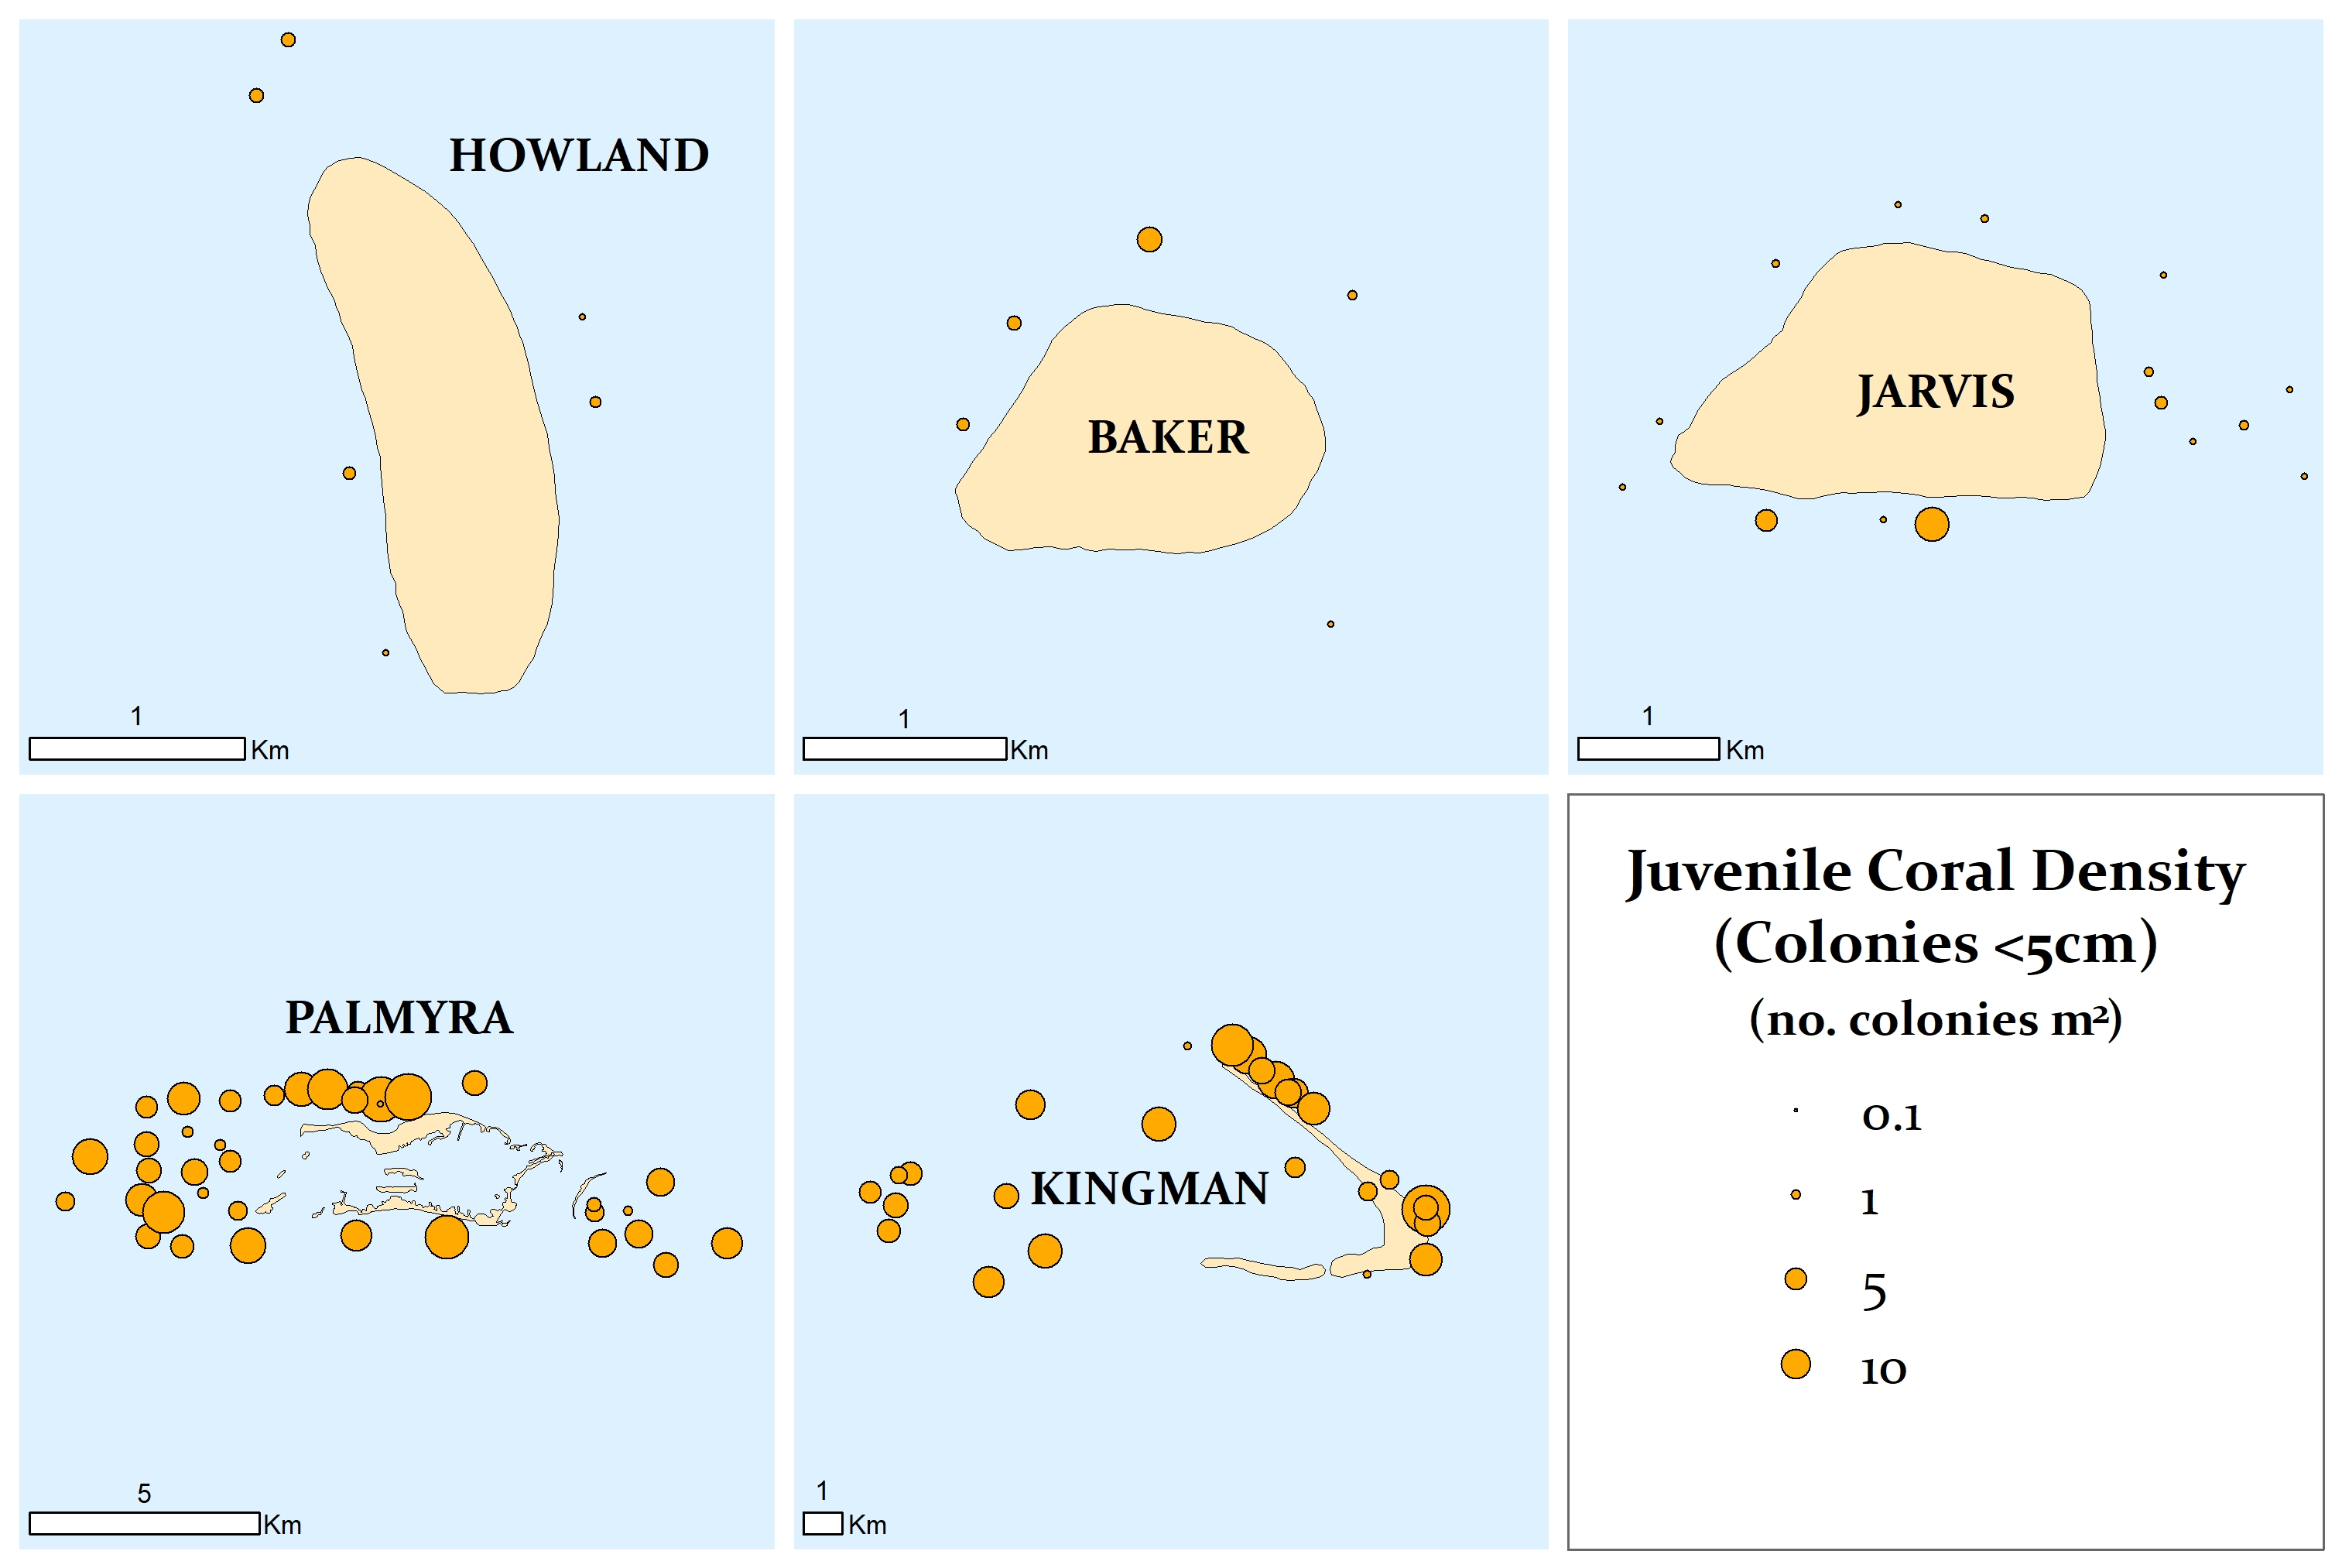 HOWLAND
1
Km
BAKER
1
Km
JARVIS
1
Km
PALMYRA
5
Km
KINGMAN
1
Km
Juvenile Coral Density
(Colonies <5cm)
(no. colonies m²)
0.1
1
5
10